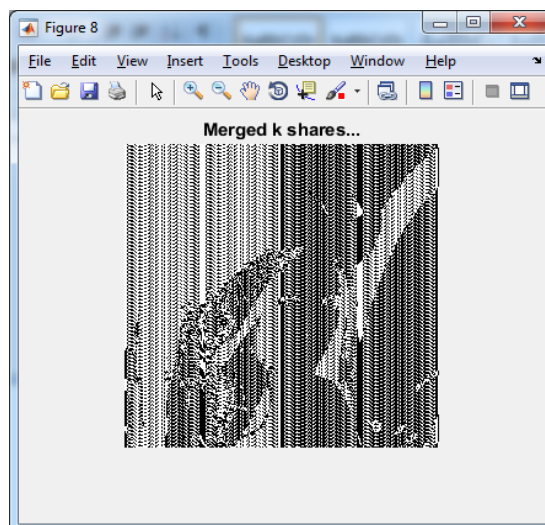 Figure 8
File Edit View Insert Tools Desktop Window Help
Merged k shares...